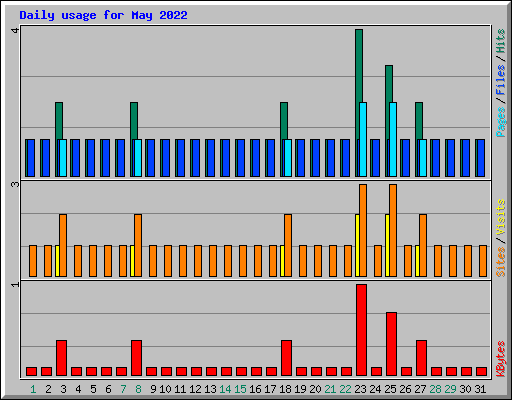 Daily usage for May 2022
4
Pages / Files / Hits
3
Sites / Visits
1
KBytes
1 2 3 4 5 6 7 8 9 10 11 12 13 14 15 16 17 18 19 20 21 22 23 24 25 26 27 28 29 30 31